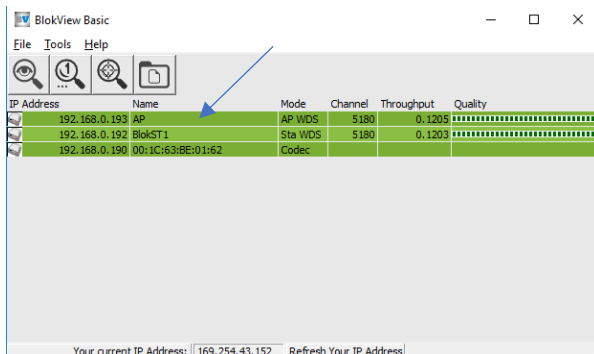 BV BlokView Basic
File Tools Help
IP Address Name Mode Channel Throughput Quality
192.168.0.193 AP AP WDS 5180 0.1205
192.168.0.192 BlokST1 Sta WDS 5180 0.1203
192.168.0.190 00:1C:63:BE:01:62 Codec
Your current IP Address: 169.254.43.152 Refresh Your IP Address